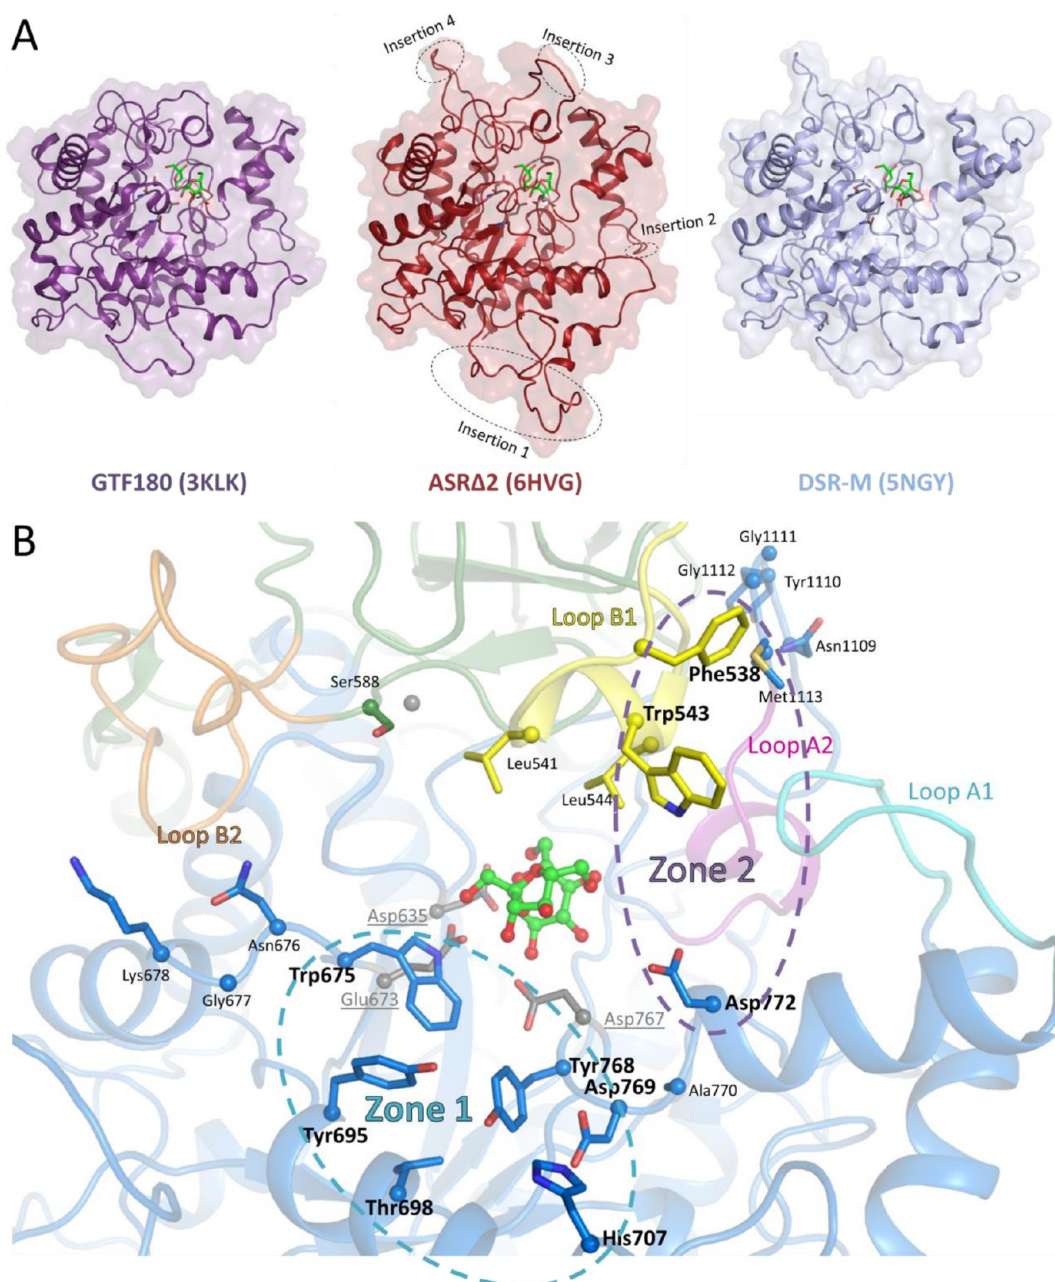 A
Insertion 4
Insertion 3
Insertion 2
Insertion 1
GTF180 (3KLK)
ASRΔ2 (6HVG)
DSR-M (5NGY)
B
Gly1111
Gly1112
Tyr1110
Loop B1
Asn1109
Phe538
Ser588
Met1113
Trp543
Loop A2
Leu541
Leu544
Loop A1
Loop B2
Zone 2
Asp635
Asn676
Lys678
Trp675
Gly677
Glu673
Asp772
Asp767
Tyr768
Asp769
Ala770
Zone 1
Tyr695
Thr698
His707